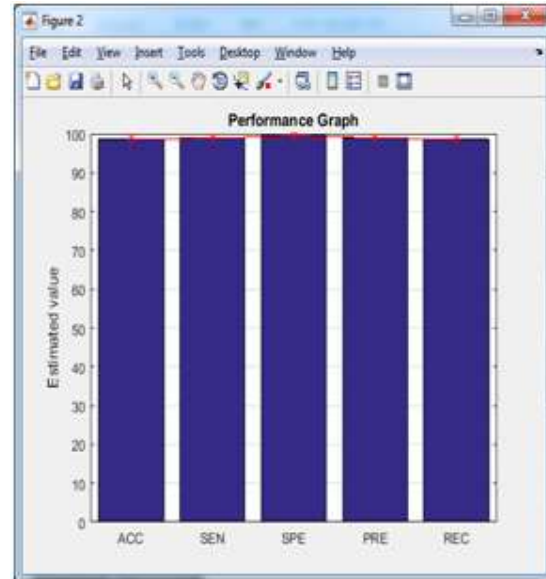 Figure 2
File Edit View Insert Tools Desktop Window Help
Performance Graph
100
90
80
70
60
50
40
30
20
10
0
Estimated value
ACC SEN SPE PRE REC